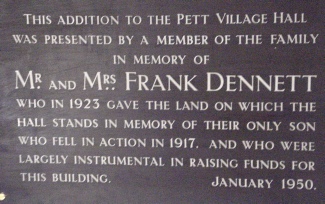 THIS ADDITION TO THE PETT VILLAGE HALL
WAS PRESENTED BY A MEMBER OF THE FAMILY
IN MEMORY OF
MR. AND MRS FRANK DENNETT
WHO IN 1923 GAVE THE LAND ON WHICH THE
HALL STANDS IN MEMORY OF THEIR ONLY SON
WHO FELL IN ACTION IN 1917, AND WHO WERE
LARGELY INSTRUMENTAL IN RAISING FUNDS FOR
THIS BUILDING. JANUARY 1950.